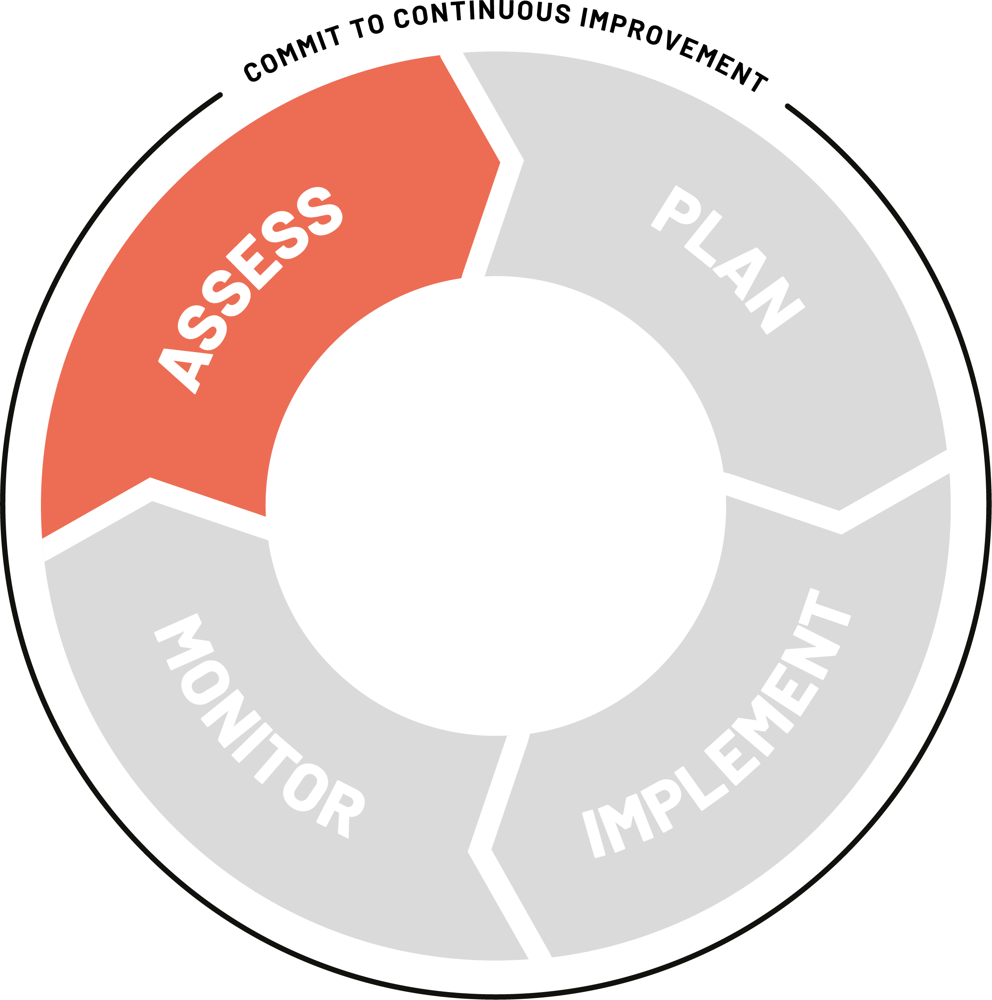 COMMIT TO CONTINUOUS IMPROVEMENT
ASSESS
PLAN
IMPLEMENT
MONITOR